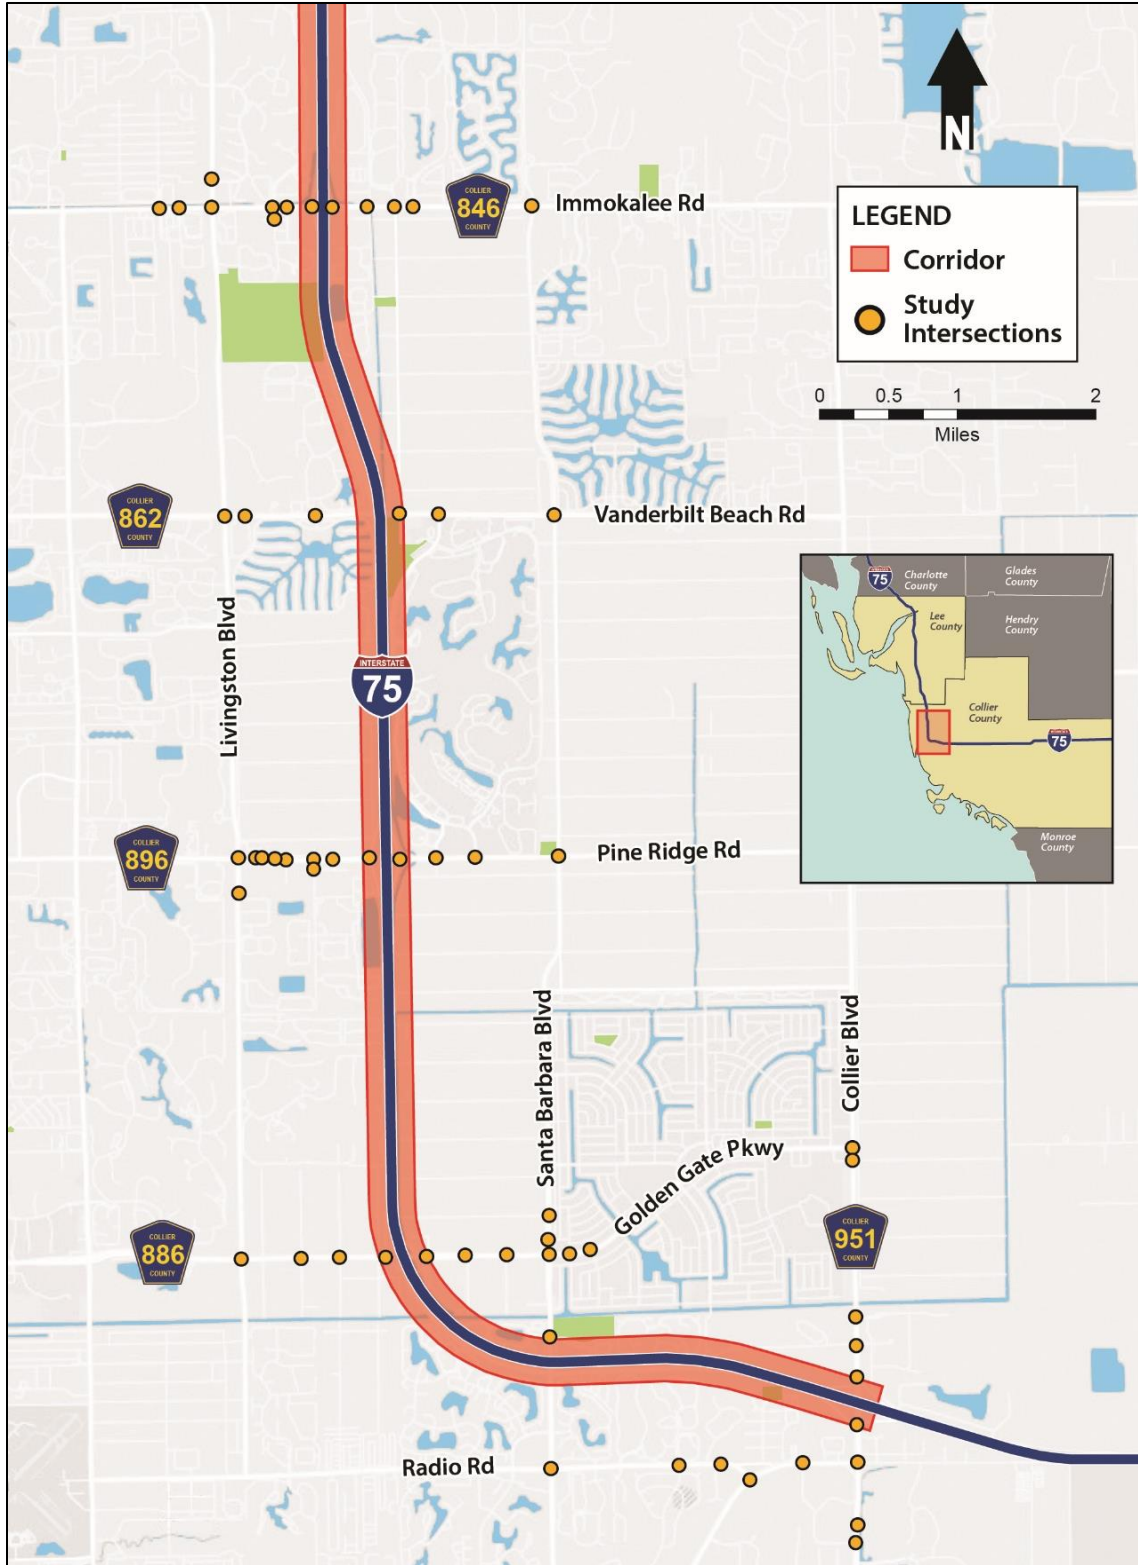 N
COLLIER
846
COUNTY
Immokalee Rd
LEGEND
Corridor
Study
Intersections
0 0.5 1 2
Miles
COLLIER
862
COUNTY
Vanderbilt Beach Rd
Livingston Blvd
INTERSTATE
75
75
Charlotte
County
Glades
County
Lee
County
Hendry
County
Collier
County
75
Monroe
County
COLLIER
896
COUNTY
Pine Ridge Rd
Santa Barbara Blvd
Collier Blvd
Golden Gate Pkwy
COLLIER
886
COUNTY
COLLIER
951
COUNTY
Radio Rd